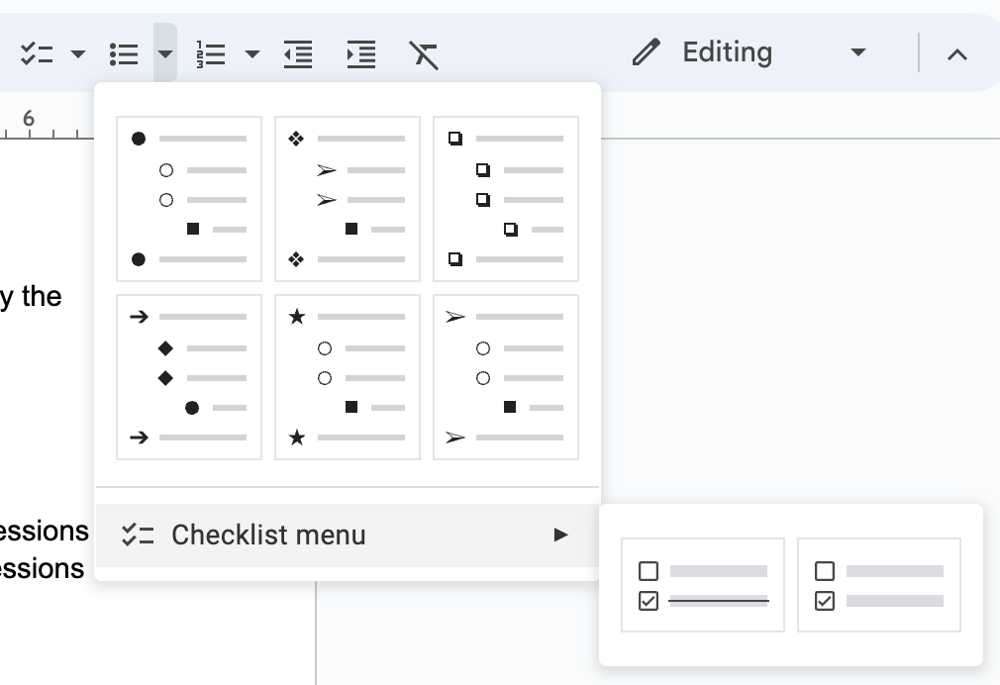 Editing
6
y the
essions
essions
Checklist menu